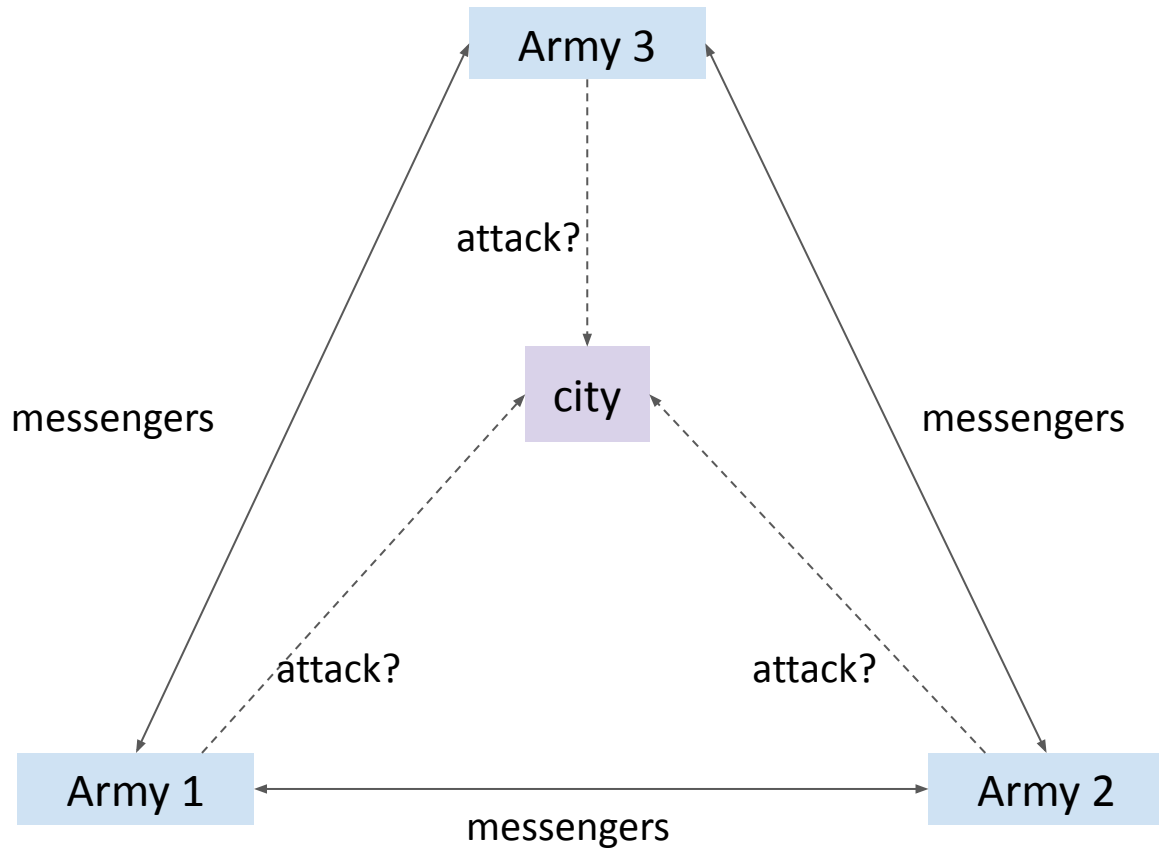 Army 3
attack?
city
messengers
messengers
attack?
attack?
Army 1
Army 2
messengers